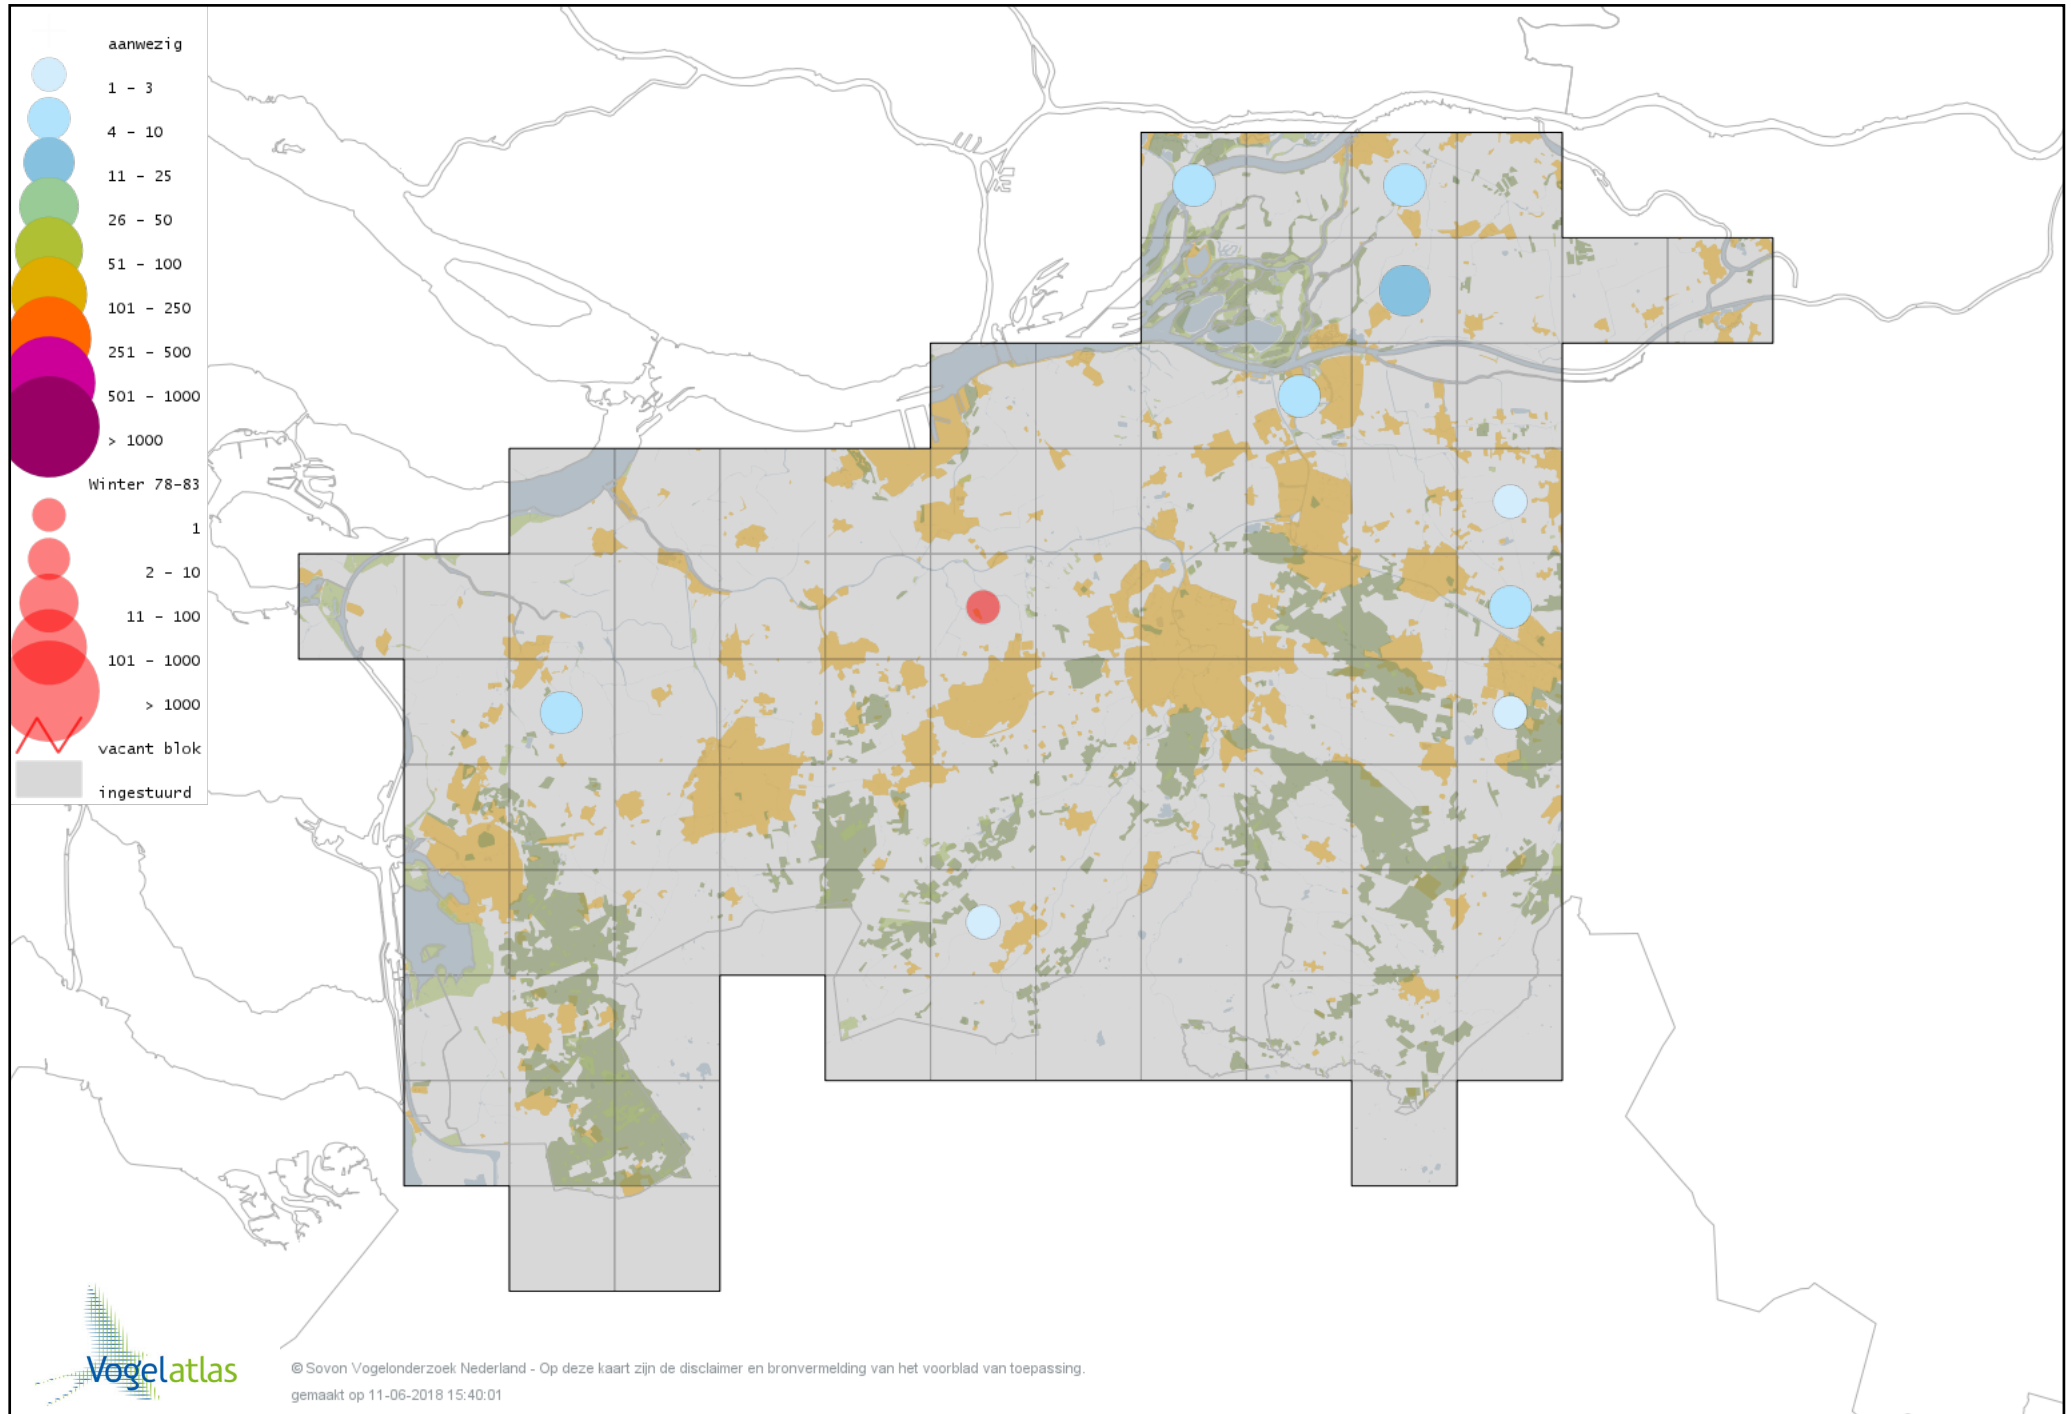 aanwezig
1 – 3
4 – 10
11 – 25
26 – 50
51 – 100
101 – 250
251 – 500
501 – 1000
> 1000
Winter 78-83
1
2 – 10
11 – 100
101 – 1000
> 1000
vacant blok
ingestuurd
Vogelatlas
© Sovon Vogelonderzoek Nederland - Op deze kaart zijn de disclaimer en bronvermelding van het voorblad van toepassing.
gemaakt op 11-06-2018 15:40:01